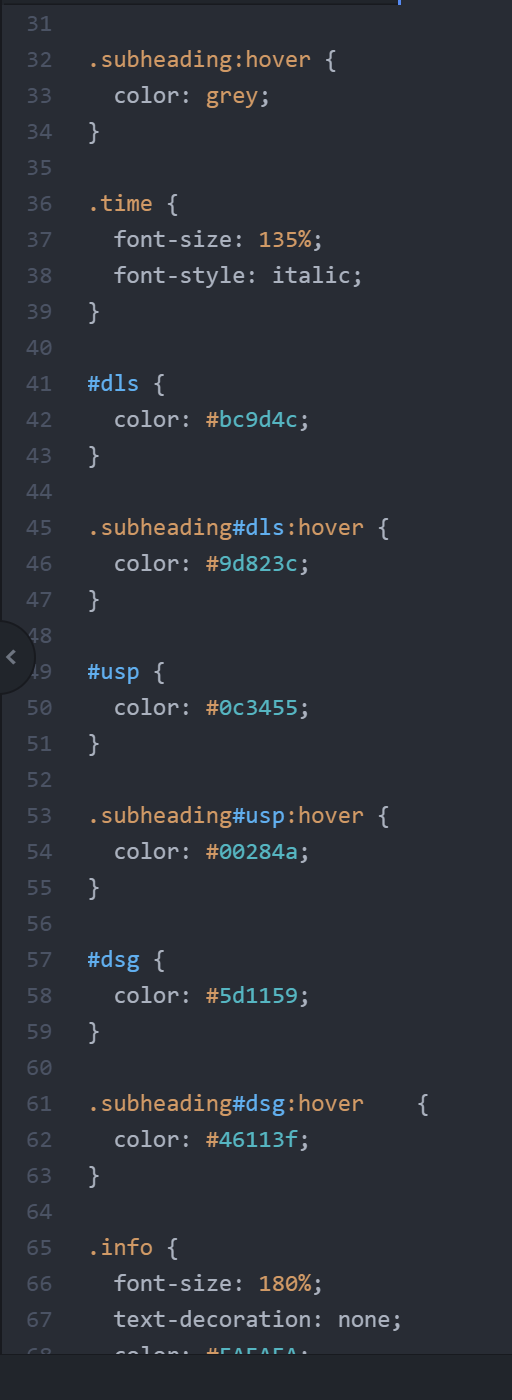 31
32 .subheading:hover {
33 color: grey;
34 }
35
36 .time {
37 font-size: 135%;
38 font-style: italic;
39 }
40
41 #dls {
42 color: #bc9d4c;
43 }
44
45 .subheading#dls:hover {
46 color: #9d823c;
47 }
48
49 #usp {
50 color: #0c3455;
51 }
52
53 .subheading#usp:hover {
54 color: #00284a;
55 }
56
57 #dsg {
58 color: #5d1159;
59 }
60
61 .subheading#dsg:hover    {
62 color: #46113f;
63 }
64
65 .info {
66 font-size: 180%;
67 text-decoration: none;
68 color: